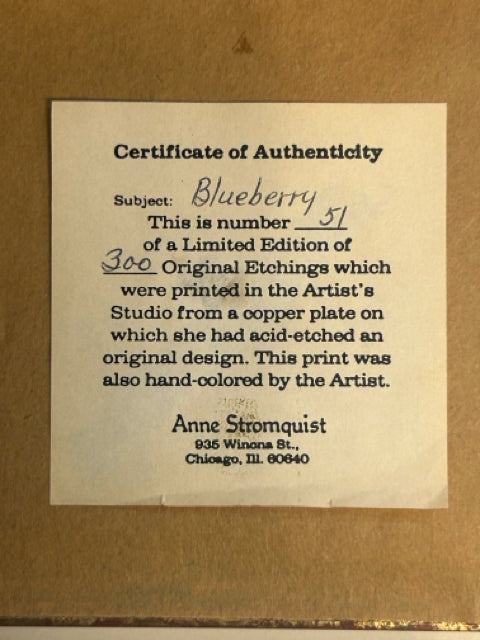 Certificate of Authenticity
Subject: Blueberry
This is number 51
of a Limited Edition of
300 Original Etchings which
were printed in the Artist's
Studio from a copper plate on
which she had acid-etched an
original design. This print was
also hand-colored by the Artist.
Anne Stromquist
935 Winona St.,
Chicago, Ill. 60640